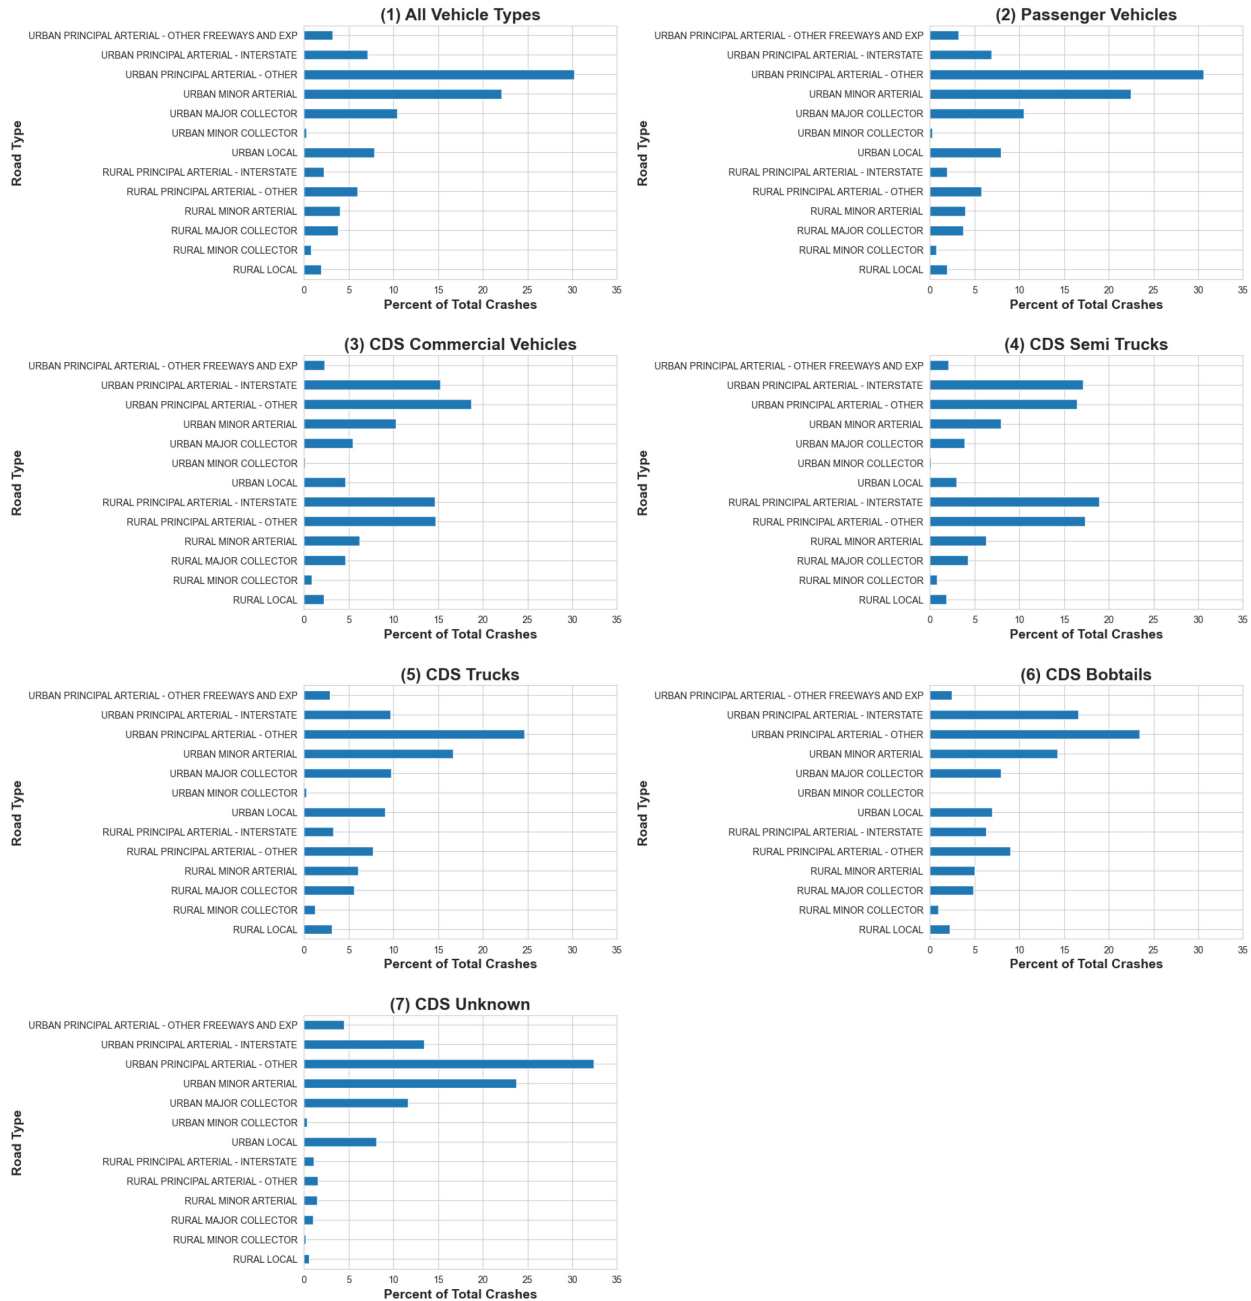 (1) All Vehicle Types
Road Type
URBAN PRINCIPAL ARTERIAL - OTHER FREEWAYS AND EXP
URBAN PRINCIPAL ARTERIAL - INTERSTATE
URBAN PRINCIPAL ARTERIAL - OTHER
URBAN MINOR ARTERIAL
URBAN MAJOR COLLECTOR
URBAN MINOR COLLECTOR
URBAN LOCAL
RURAL PRINCIPAL ARTERIAL - INTERSTATE
RURAL PRINCIPAL ARTERIAL - OTHER
RURAL MINOR ARTERIAL
RURAL MAJOR COLLECTOR
RURAL MINOR COLLECTOR
RURAL LOCAL
0 5 10 15 20 25 30 35
Percent of Total Crashes
(2) Passenger Vehicles
Road Type
URBAN PRINCIPAL ARTERIAL - OTHER FREEWAYS AND EXP
URBAN PRINCIPAL ARTERIAL - INTERSTATE
URBAN PRINCIPAL ARTERIAL - OTHER
URBAN MINOR ARTERIAL
URBAN MAJOR COLLECTOR
URBAN MINOR COLLECTOR
URBAN LOCAL
RURAL PRINCIPAL ARTERIAL - INTERSTATE
RURAL PRINCIPAL ARTERIAL - OTHER
RURAL MINOR ARTERIAL
RURAL MAJOR COLLECTOR
RURAL MINOR COLLECTOR
RURAL LOCAL
0 5 10 15 20 25 30 35
Percent of Total Crashes
(3) CDS Commercial Vehicles
Road Type
URBAN PRINCIPAL ARTERIAL - OTHER FREEWAYS AND EXP
URBAN PRINCIPAL ARTERIAL - INTERSTATE
URBAN PRINCIPAL ARTERIAL - OTHER
URBAN MINOR ARTERIAL
URBAN MAJOR COLLECTOR
URBAN MINOR COLLECTOR
URBAN LOCAL
RURAL PRINCIPAL ARTERIAL - INTERSTATE
RURAL PRINCIPAL ARTERIAL - OTHER
RURAL MINOR ARTERIAL
RURAL MAJOR COLLECTOR
RURAL MINOR COLLECTOR
RURAL LOCAL
0 5 10 15 20 25 30 35
Percent of Total Crashes
(4) CDS Semi Trucks
Road Type
URBAN PRINCIPAL ARTERIAL - OTHER FREEWAYS AND EXP
URBAN PRINCIPAL ARTERIAL - INTERSTATE
URBAN PRINCIPAL ARTERIAL - OTHER
URBAN MINOR ARTERIAL
URBAN MAJOR COLLECTOR
URBAN MINOR COLLECTOR
URBAN LOCAL
RURAL PRINCIPAL ARTERIAL - INTERSTATE
RURAL PRINCIPAL ARTERIAL - OTHER
RURAL MINOR ARTERIAL
RURAL MAJOR COLLECTOR
RURAL MINOR COLLECTOR
RURAL LOCAL
0 5 10 15 20 25 30 35
Percent of Total Crashes
(5) CDS Trucks
Road Type
URBAN PRINCIPAL ARTERIAL - OTHER FREEWAYS AND EXP
URBAN PRINCIPAL ARTERIAL - INTERSTATE
URBAN PRINCIPAL ARTERIAL - OTHER
URBAN MINOR ARTERIAL
URBAN MAJOR COLLECTOR
URBAN MINOR COLLECTOR
URBAN LOCAL
RURAL PRINCIPAL ARTERIAL - INTERSTATE
RURAL PRINCIPAL ARTERIAL - OTHER
RURAL MINOR ARTERIAL
RURAL MAJOR COLLECTOR
RURAL MINOR COLLECTOR
RURAL LOCAL
0 5 10 15 20 25 30 35
Percent of Total Crashes
(6) CDS Bobtails
Road Type
URBAN PRINCIPAL ARTERIAL - OTHER FREEWAYS AND EXP
URBAN PRINCIPAL ARTERIAL - INTERSTATE
URBAN PRINCIPAL ARTERIAL - OTHER
URBAN MINOR ARTERIAL
URBAN MAJOR COLLECTOR
URBAN MINOR COLLECTOR
URBAN LOCAL
RURAL PRINCIPAL ARTERIAL - INTERSTATE
RURAL PRINCIPAL ARTERIAL - OTHER
RURAL MINOR ARTERIAL
RURAL MAJOR COLLECTOR
RURAL MINOR COLLECTOR
RURAL LOCAL
0 5 10 15 20 25 30 35
Percent of Total Crashes
(7) CDS Unknown
Road Type
URBAN PRINCIPAL ARTERIAL - OTHER FREEWAYS AND EXP
URBAN PRINCIPAL ARTERIAL - INTERSTATE
URBAN PRINCIPAL ARTERIAL - OTHER
URBAN MINOR ARTERIAL
URBAN MAJOR COLLECTOR
URBAN MINOR COLLECTOR
URBAN LOCAL
RURAL PRINCIPAL ARTERIAL - INTERSTATE
RURAL PRINCIPAL ARTERIAL - OTHER
RURAL MINOR ARTERIAL
RURAL MAJOR COLLECTOR
RURAL MINOR COLLECTOR
RURAL LOCAL
0 5 10 15 20 25 30 35
Percent of Total Crashes